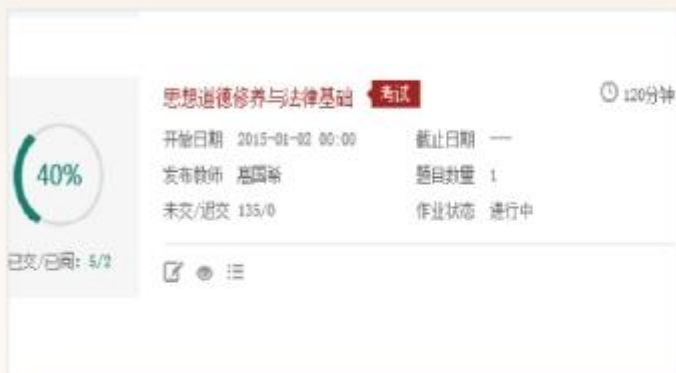 思想道德修养与法律基础 考试 120分钟
开始日期 2015-01-02 00:00 截止日期 ——
发布教师 高国希 题目数量 1
未交/迟交 135/0 作业状态 进行中
40%
已交/已阅: 5/2